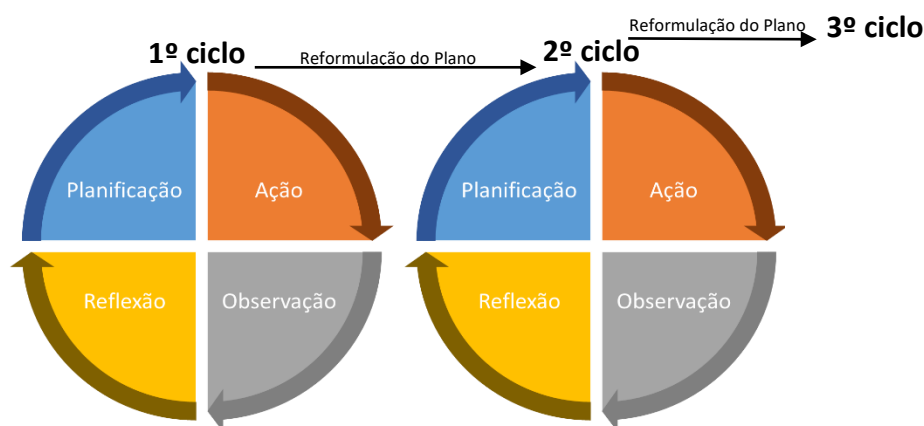 Reformulação do Plano
3º ciclo
1º ciclo
Reformulação do Plano
2º ciclo
Planificação
Ação
Planificação
Ação
Reflexão
Observação
Reflexão
Observação